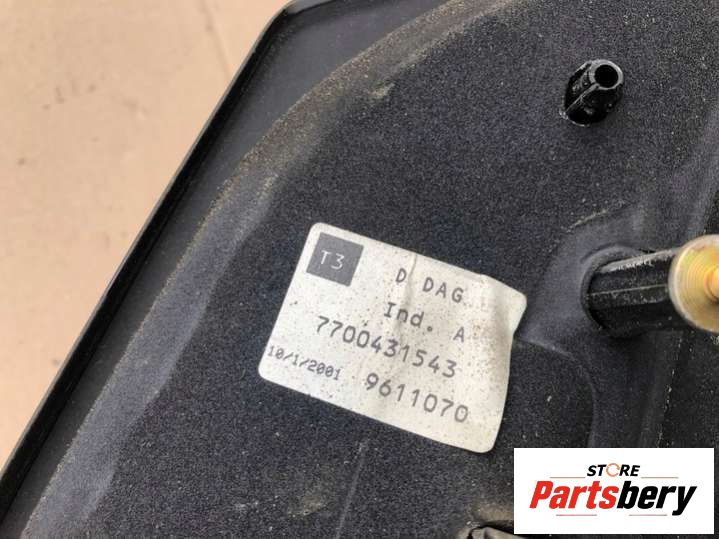 T3
D DAG
Ind. A
7700431543
10/1/2001 9611070
STORE
Partsbery